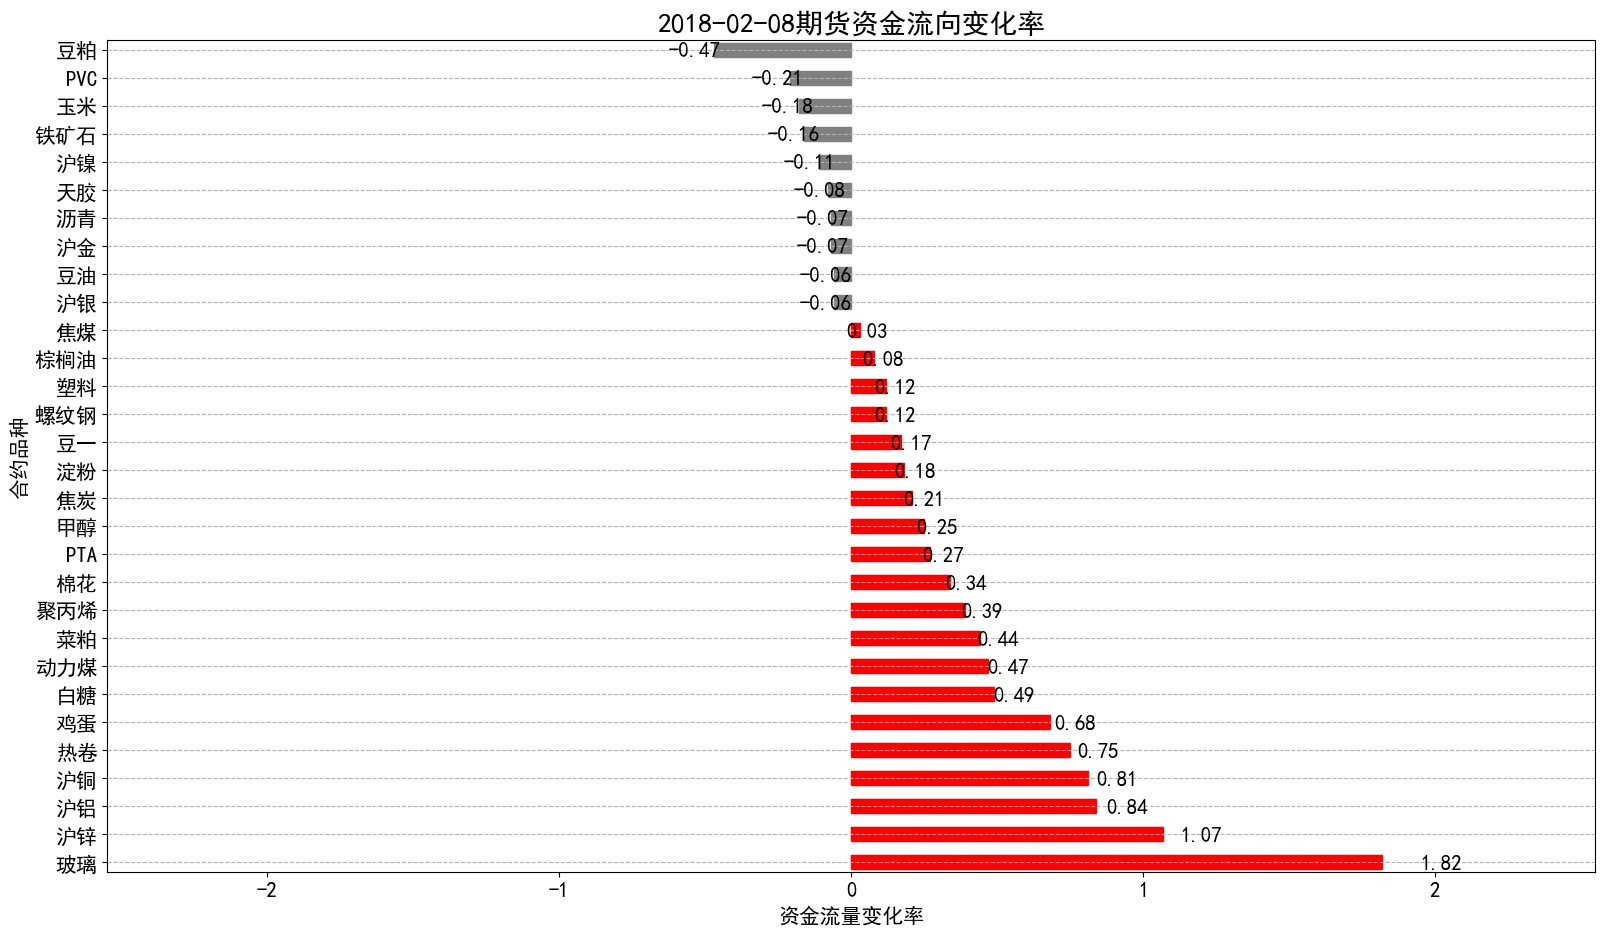 2018-02-08期货资金流向变化率
豆粕 -0.47
PVC -0.21
玉米 -0.18
铁矿石 -0.16
沪镍 -0.11
天胶 -0.08
沥青 -0.07
沪金 -0.07
豆油 -0.06
沪银 -0.06
焦煤 0.03
棕榈油 0.08
塑料 0.12
螺纹钢 0.12
豆一 0.17
淀粉 0.18
焦炭 0.21
甲醇 0.25
PTA 0.27
棉花 0.34
聚丙烯 0.39
菜粕 0.44
动力煤 0.47
白糖 0.49
鸡蛋 0.68
热卷 0.75
沪铜 0.81
沪铝 0.84
沪锌 1.07
玻璃 1.82
合约品种
-2 -1 0 1 2
资金流量变化率